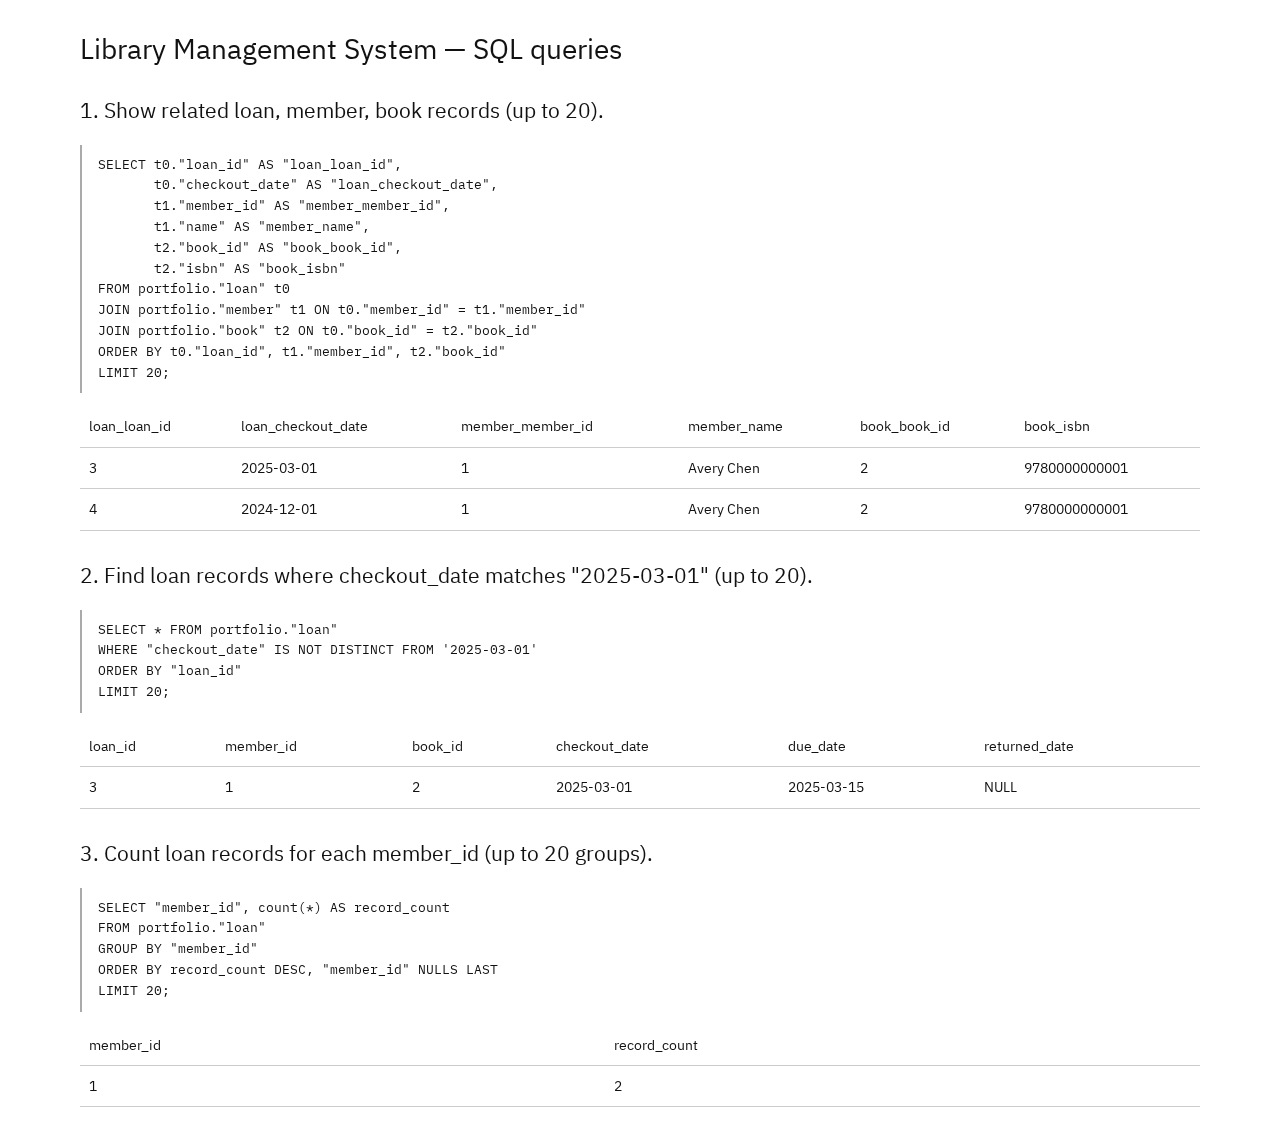 Library Management System — SQL queries
1. Show related loan, member, book records (up to 20).
SELECT t0."loan_id" AS "loan_loan_id",
       t0."checkout_date" AS "loan_checkout_date",
       t1."member_id" AS "member_member_id",
       t1."name" AS "member_name",
       t2."book_id" AS "book_book_id",
       t2."isbn" AS "book_isbn"
FROM portfolio."loan" t0
JOIN portfolio."member" t1 ON t0."member_id" = t1."member_id"
JOIN portfolio."book" t2 ON t0."book_id" = t2."book_id"
ORDER BY t0."loan_id", t1."member_id", t2."book_id"
LIMIT 20;
loan_loan_id loan_checkout_date member_member_id member_name book_book_id book_isbn
3 2025-03-01 1 Avery Chen 2 9780000000001
4 2024-12-01 1 Avery Chen 2 9780000000001
2. Find loan records where checkout_date matches "2025-03-01" (up to 20).
SELECT * FROM portfolio."loan"
WHERE "checkout_date" IS NOT DISTINCT FROM '2025-03-01'
ORDER BY "loan_id"
LIMIT 20;
loan_id member_id book_id checkout_date due_date returned_date
3 1 2 2025-03-01 2025-03-15 NULL
3. Count loan records for each member_id (up to 20 groups).
SELECT "member_id", count(*) AS record_count
FROM portfolio."loan"
GROUP BY "member_id"
ORDER BY record_count DESC, "member_id" NULLS LAST
LIMIT 20;
member_id record_count
1 2